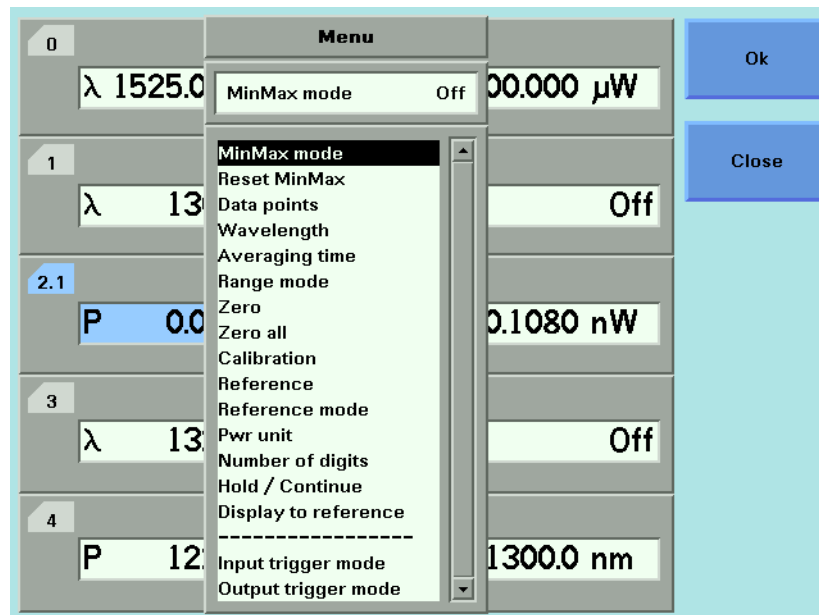 0
Menu
Ok
λ 1525.0
MinMax mode Off
00.000 µW
MinMax mode
Reset MinMax
Data points
Wavelength
Averaging time
Range mode
Zero
Zero all
Calibration
Reference
Reference mode
Pwr unit
Number of digits
Hold / Continue
Display to reference
-----------------
Input trigger mode
Output trigger mode
Close
1
λ 13
Off
2.1
P 0.0
0.1080 nW
3
λ 13
Off
4
P 12
1300.0 nm